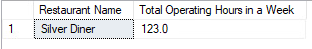 Restaurant Name Total Operating Hours in a Week
1 Silver Diner 123.0